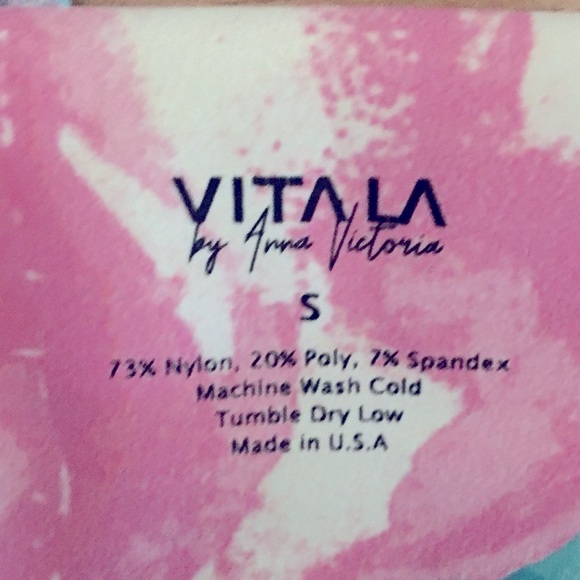 VITALA
by Anna Victoria
S
73% Nylon, 20% Poly, 7% Spandex
Machine Wash Cold
Tumble Dry Low
Made in U.S.A